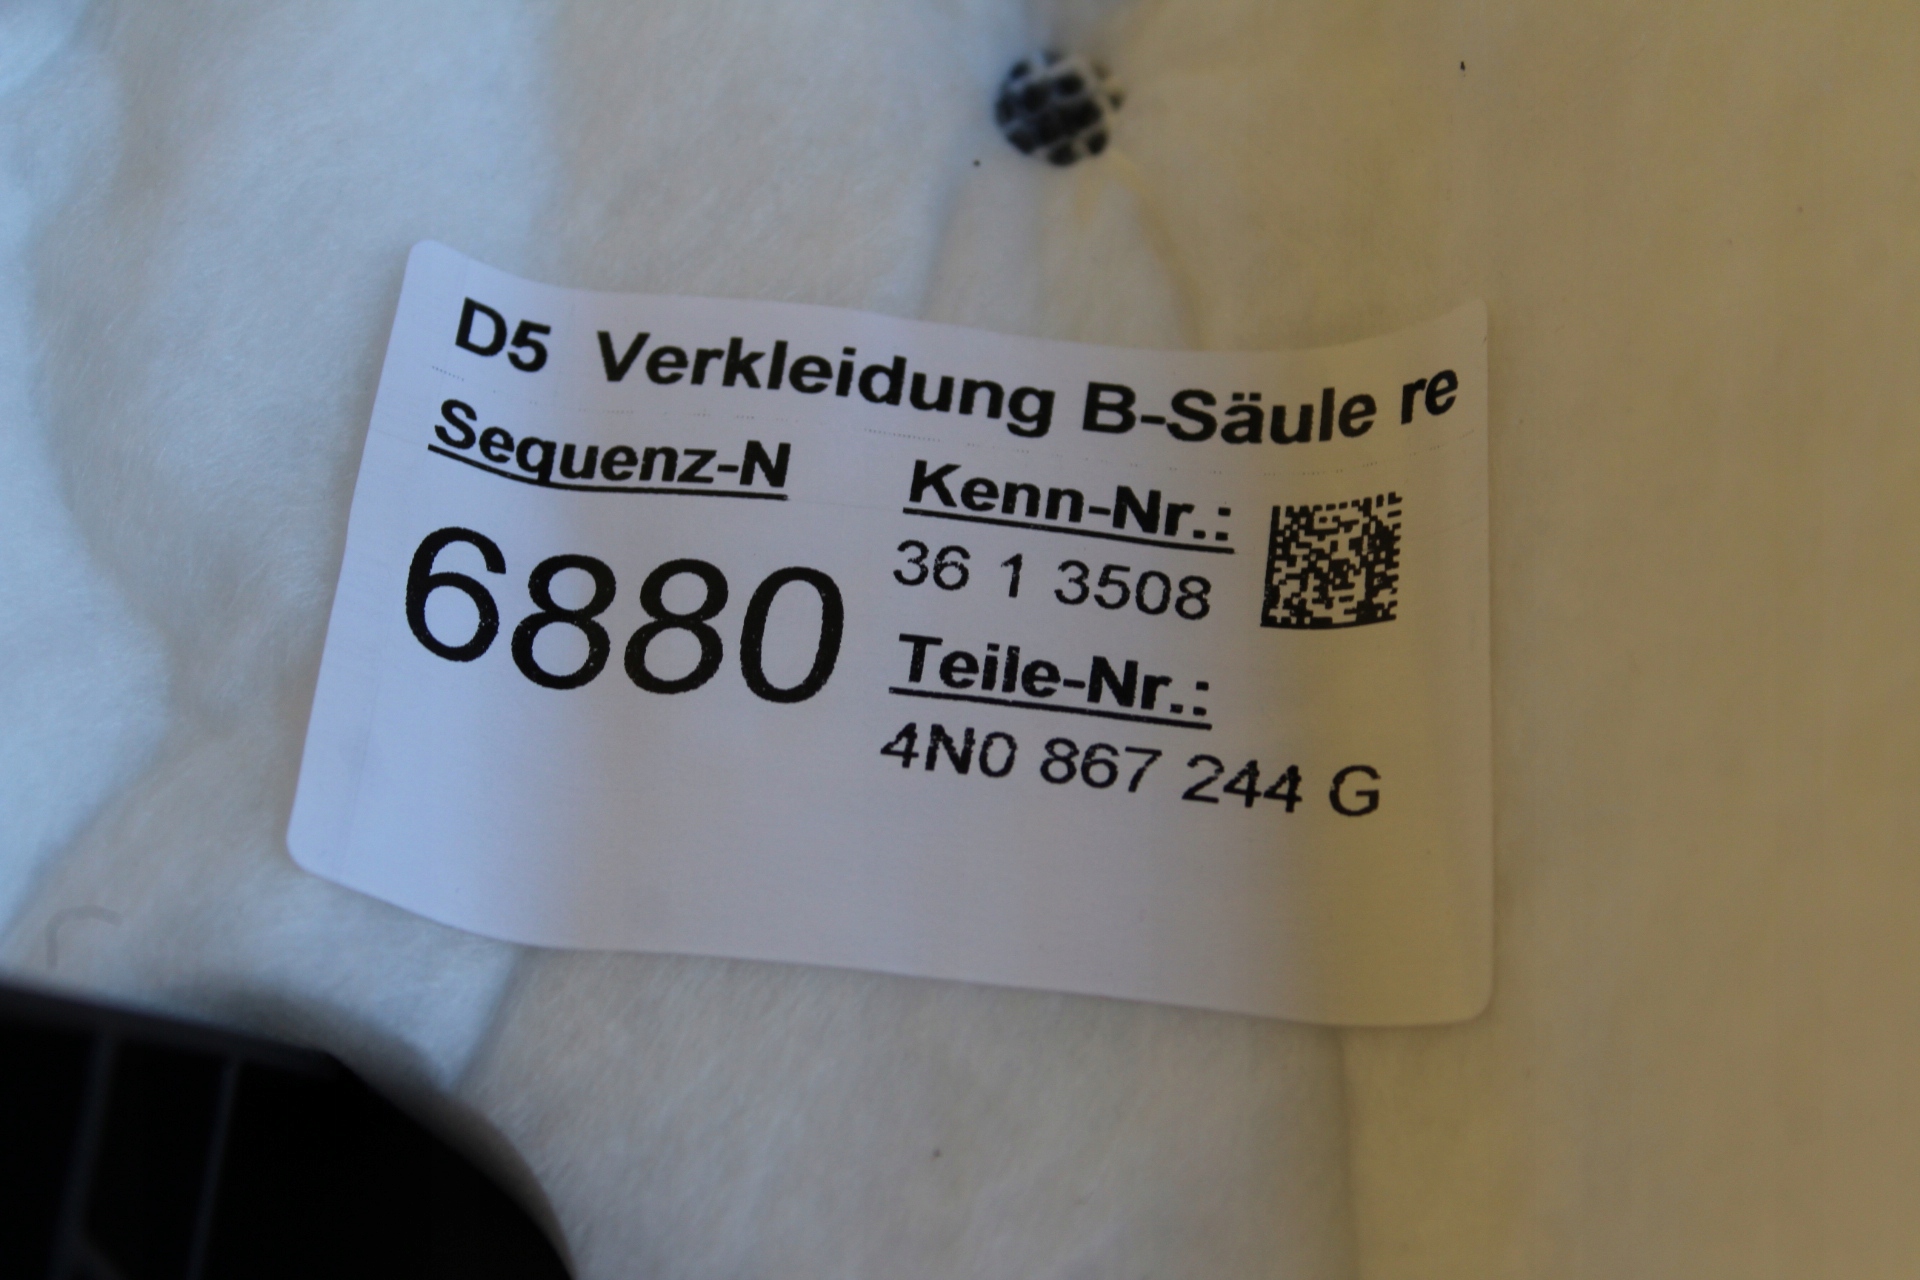 D5 Verkleidung B-Säule re
Sequenz-N
6880
Kenn-Nr.:
36 1 3508
Teile-Nr.:
4N0 867 244 G